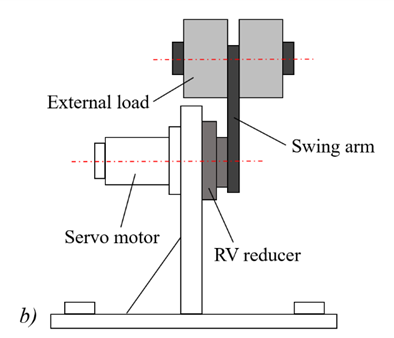 External load
Swing arm
Servo motor
RV reducer
b)